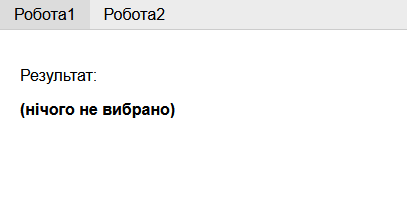 Робота1 Робота2
Результат:
(нічого не вибрано)